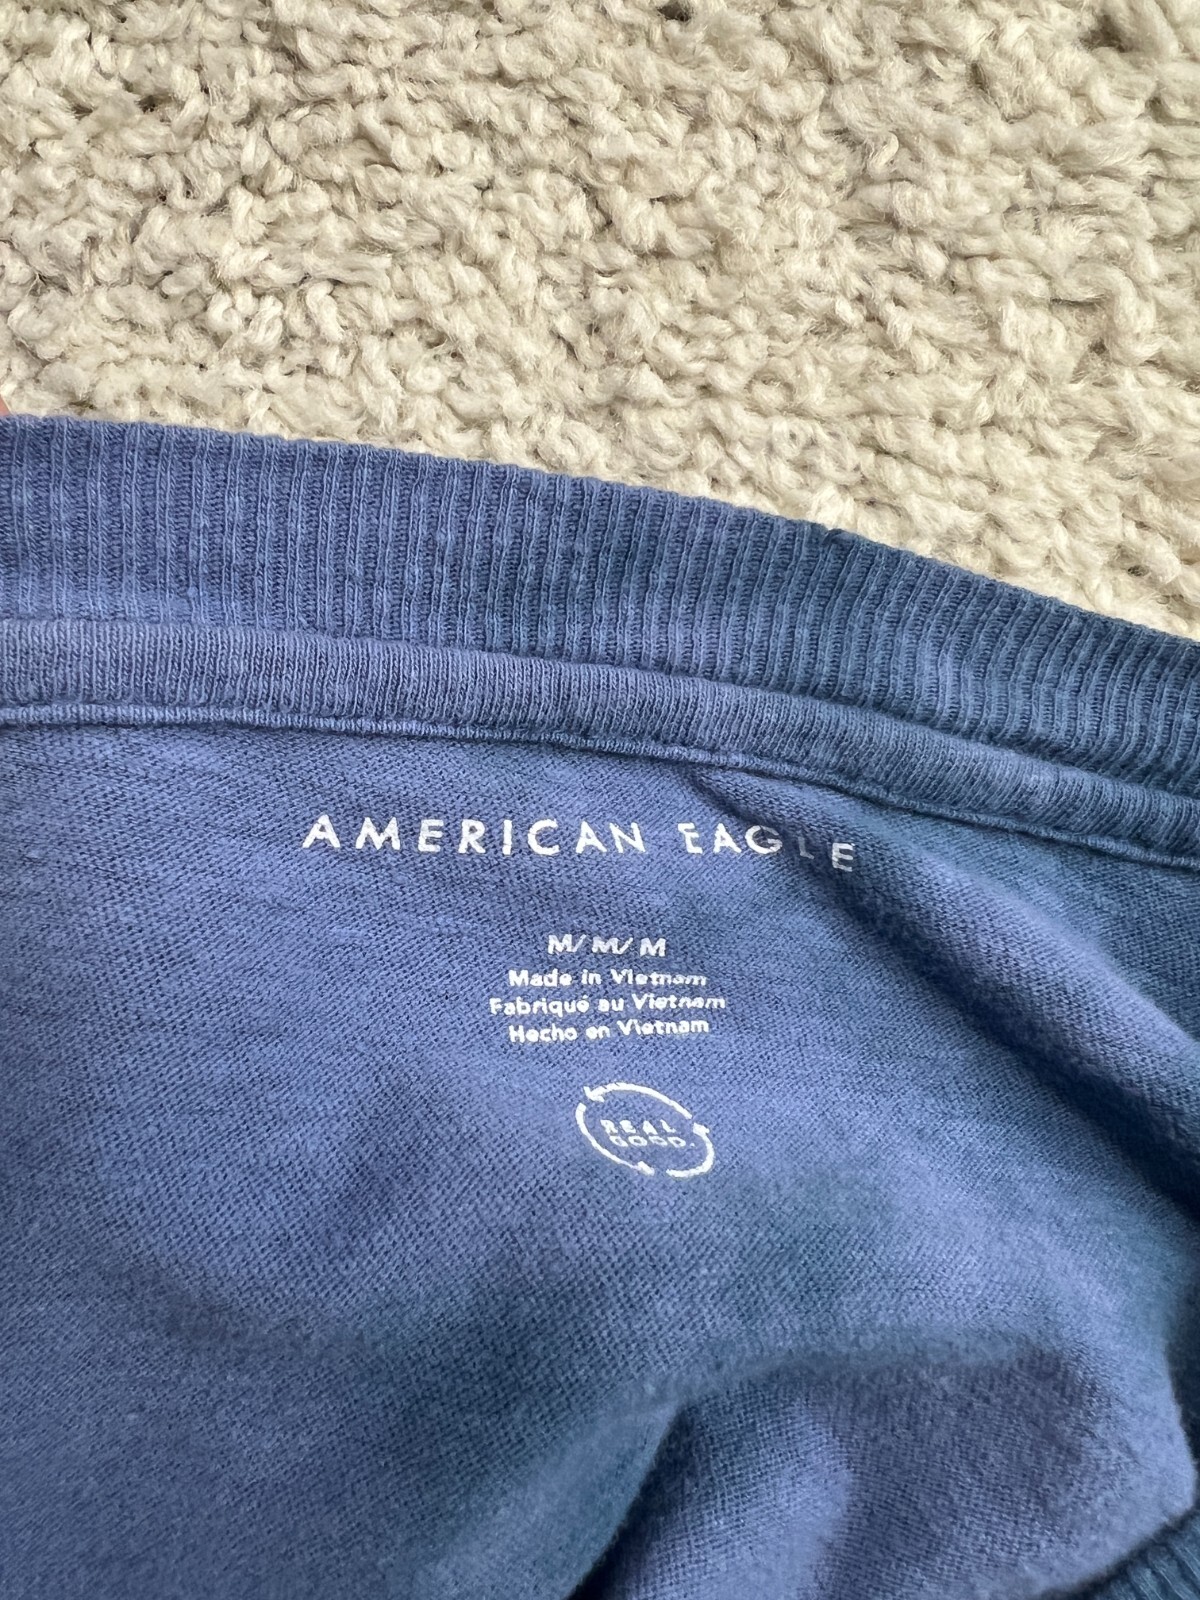 AMERICAN EAGLE
M/M/M
Made in Vietnam
Fabriqué au Vietnam
Hecho en Vietnam
REAL
GOOD.